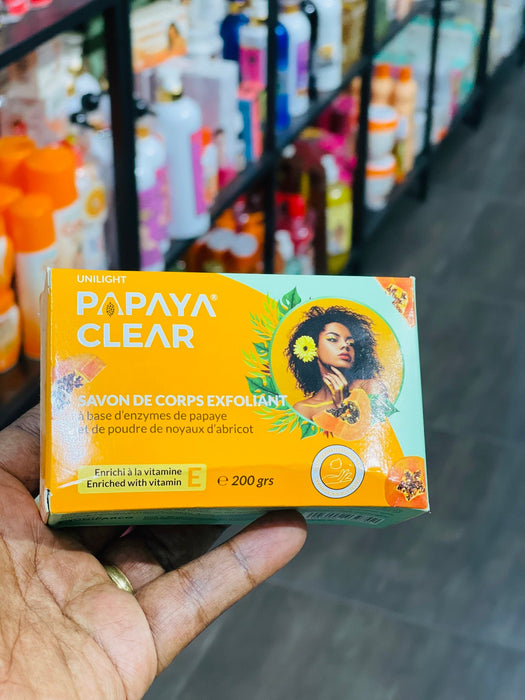 UNILIGHT
PAPAYA®
CLEAR
SAVON DE CORPS EXFOLIANT
à base d'enzymes de papaye
et de poudre de noyaux d'abricot
Enrichi à la vitamine
Enriched with vitamin E
℮ 200 grs